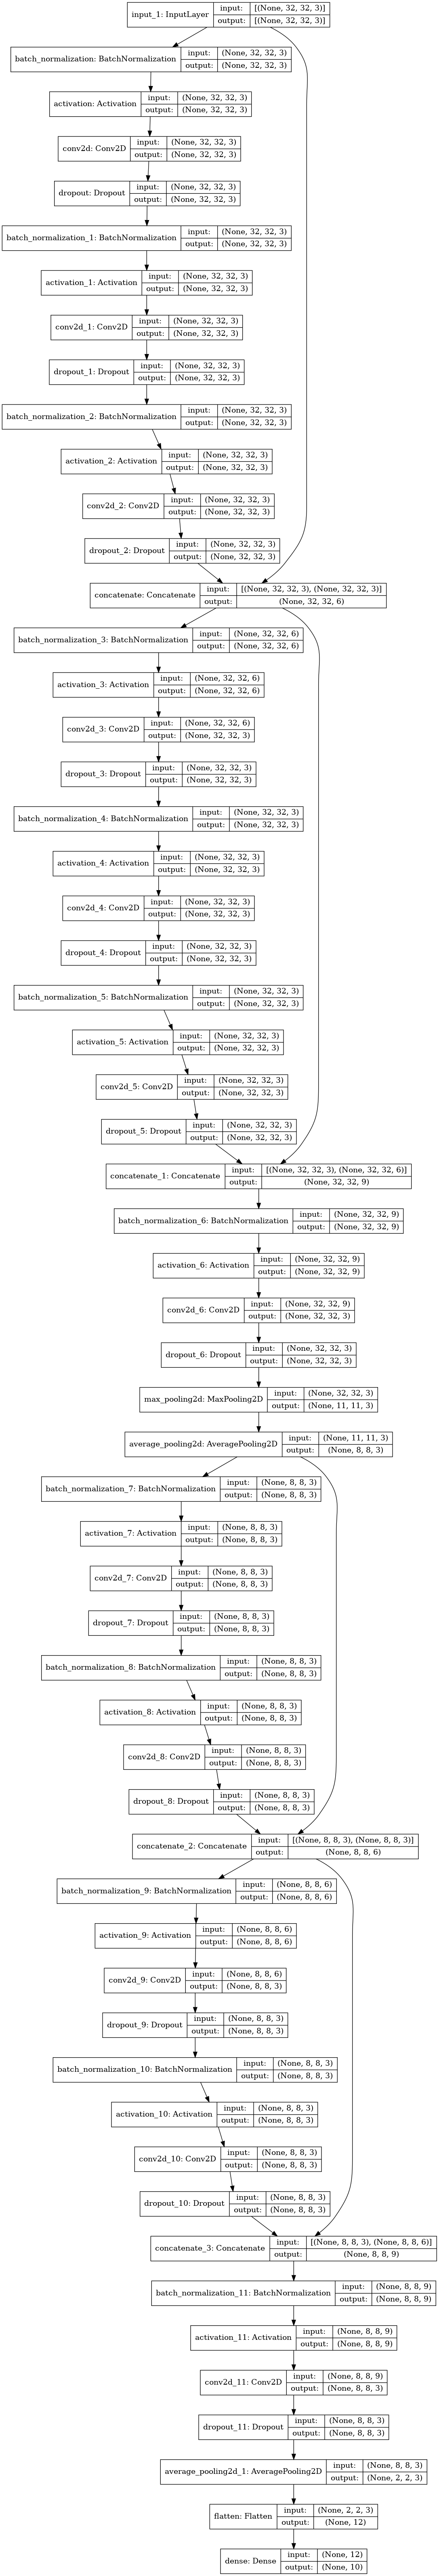 input_1: InputLayer
input: [(None, 32, 32, 3)]
output: [(None, 32, 32, 3)]
batch_normalization: BatchNormalization
input: (None, 32, 32, 3)
output: (None, 32, 32, 3)
activation: Activation
input: (None, 32, 32, 3)
output: (None, 32, 32, 3)
conv2d: Conv2D
input: (None, 32, 32, 3)
output: (None, 32, 32, 3)
dropout: Dropout
input: (None, 32, 32, 3)
output: (None, 32, 32, 3)
batch_normalization_1: BatchNormalization
input: (None, 32, 32, 3)
output: (None, 32, 32, 3)
activation_1: Activation
input: (None, 32, 32, 3)
output: (None, 32, 32, 3)
conv2d_1: Conv2D
input: (None, 32, 32, 3)
output: (None, 32, 32, 3)
dropout_1: Dropout
input: (None, 32, 32, 3)
output: (None, 32, 32, 3)
batch_normalization_2: BatchNormalization
input: (None, 32, 32, 3)
output: (None, 32, 32, 3)
activation_2: Activation
input: (None, 32, 32, 3)
output: (None, 32, 32, 3)
conv2d_2: Conv2D
input: (None, 32, 32, 3)
output: (None, 32, 32, 3)
dropout_2: Dropout
input: (None, 32, 32, 3)
output: (None, 32, 32, 3)
concatenate: Concatenate
input: [(None, 32, 32, 3), (None, 32, 32, 3)]
output: (None, 32, 32, 6)
batch_normalization_3: BatchNormalization
input: (None, 32, 32, 6)
output: (None, 32, 32, 6)
activation_3: Activation
input: (None, 32, 32, 6)
output: (None, 32, 32, 6)
conv2d_3: Conv2D
input: (None, 32, 32, 6)
output: (None, 32, 32, 3)
dropout_3: Dropout
input: (None, 32, 32, 3)
output: (None, 32, 32, 3)
batch_normalization_4: BatchNormalization
input: (None, 32, 32, 3)
output: (None, 32, 32, 3)
activation_4: Activation
input: (None, 32, 32, 3)
output: (None, 32, 32, 3)
conv2d_4: Conv2D
input: (None, 32, 32, 3)
output: (None, 32, 32, 3)
dropout_4: Dropout
input: (None, 32, 32, 3)
output: (None, 32, 32, 3)
batch_normalization_5: BatchNormalization
input: (None, 32, 32, 3)
output: (None, 32, 32, 3)
activation_5: Activation
input: (None, 32, 32, 3)
output: (None, 32, 32, 3)
conv2d_5: Conv2D
input: (None, 32, 32, 3)
output: (None, 32, 32, 3)
dropout_5: Dropout
input: (None, 32, 32, 3)
output: (None, 32, 32, 3)
concatenate_1: Concatenate
input: [(None, 32, 32, 3), (None, 32, 32, 6)]
output: (None, 32, 32, 9)
batch_normalization_6: BatchNormalization
input: (None, 32, 32, 9)
output: (None, 32, 32, 9)
activation_6: Activation
input: (None, 32, 32, 9)
output: (None, 32, 32, 9)
conv2d_6: Conv2D
input: (None, 32, 32, 9)
output: (None, 32, 32, 3)
dropout_6: Dropout
input: (None, 32, 32, 3)
output: (None, 32, 32, 3)
max_pooling2d: MaxPooling2D
input: (None, 32, 32, 3)
output: (None, 11, 11, 3)
average_pooling2d: AveragePooling2D
input: (None, 11, 11, 3)
output: (None, 8, 8, 3)
batch_normalization_7: BatchNormalization
input: (None, 8, 8, 3)
output: (None, 8, 8, 3)
activation_7: Activation
input: (None, 8, 8, 3)
output: (None, 8, 8, 3)
conv2d_7: Conv2D
input: (None, 8, 8, 3)
output: (None, 8, 8, 3)
dropout_7: Dropout
input: (None, 8, 8, 3)
output: (None, 8, 8, 3)
batch_normalization_8: BatchNormalization
input: (None, 8, 8, 3)
output: (None, 8, 8, 3)
activation_8: Activation
input: (None, 8, 8, 3)
output: (None, 8, 8, 3)
conv2d_8: Conv2D
input: (None, 8, 8, 3)
output: (None, 8, 8, 3)
dropout_8: Dropout
input: (None, 8, 8, 3)
output: (None, 8, 8, 3)
concatenate_2: Concatenate
input: [(None, 8, 8, 3), (None, 8, 8, 3)]
output: (None, 8, 8, 6)
batch_normalization_9: BatchNormalization
input: (None, 8, 8, 6)
output: (None, 8, 8, 6)
activation_9: Activation
input: (None, 8, 8, 6)
output: (None, 8, 8, 6)
conv2d_9: Conv2D
input: (None, 8, 8, 6)
output: (None, 8, 8, 3)
dropout_9: Dropout
input: (None, 8, 8, 3)
output: (None, 8, 8, 3)
batch_normalization_10: BatchNormalization
input: (None, 8, 8, 3)
output: (None, 8, 8, 3)
activation_10: Activation
input: (None, 8, 8, 3)
output: (None, 8, 8, 3)
conv2d_10: Conv2D
input: (None, 8, 8, 3)
output: (None, 8, 8, 3)
dropout_10: Dropout
input: (None, 8, 8, 3)
output: (None, 8, 8, 3)
concatenate_3: Concatenate
input: [(None, 8, 8, 3), (None, 8, 8, 6)]
output: (None, 8, 8, 9)
batch_normalization_11: BatchNormalization
input: (None, 8, 8, 9)
output: (None, 8, 8, 9)
activation_11: Activation
input: (None, 8, 8, 9)
output: (None, 8, 8, 9)
conv2d_11: Conv2D
input: (None, 8, 8, 9)
output: (None, 8, 8, 3)
dropout_11: Dropout
input: (None, 8, 8, 3)
output: (None, 8, 8, 3)
average_pooling2d_1: AveragePooling2D
input: (None, 8, 8, 3)
output: (None, 2, 2, 3)
flatten: Flatten
input: (None, 2, 2, 3)
output: (None, 12)
dense: Dense
input: (None, 12)
output: (None, 10)